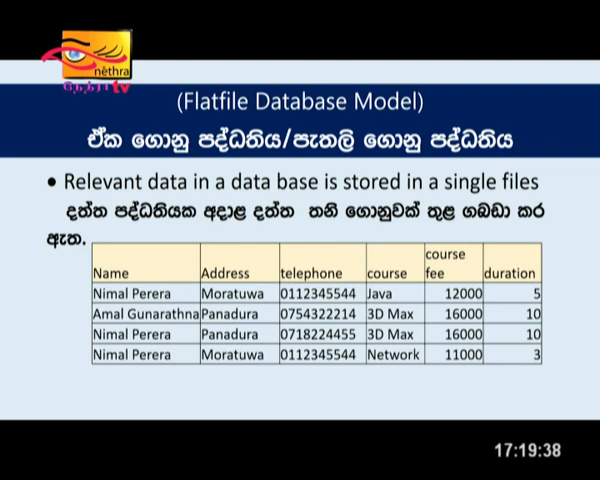 nethra
நேத்ரா tv
(Flatfile Database Model)
ඒක ගොනු පද්ධතිය/පැතලි ගොනු පද්ධතිය
• Relevant data in a data base is stored in a single files
දත්ත පද්ධතියක අදාළ දත්ත තනි ගොනුවක් තුළ ගබඩා කර
ඇත.
Name Address telephone course course fee duration
Nimal Perera Moratuwa 0112345544 Java 12000 5
Amal Gunarathna Panadura 0754322214 3D Max 16000 10
Nimal Perera Panadura 0718224455 3D Max 16000 10
Nimal Perera Moratuwa 0112345544 Network 11000 3
17:19:38